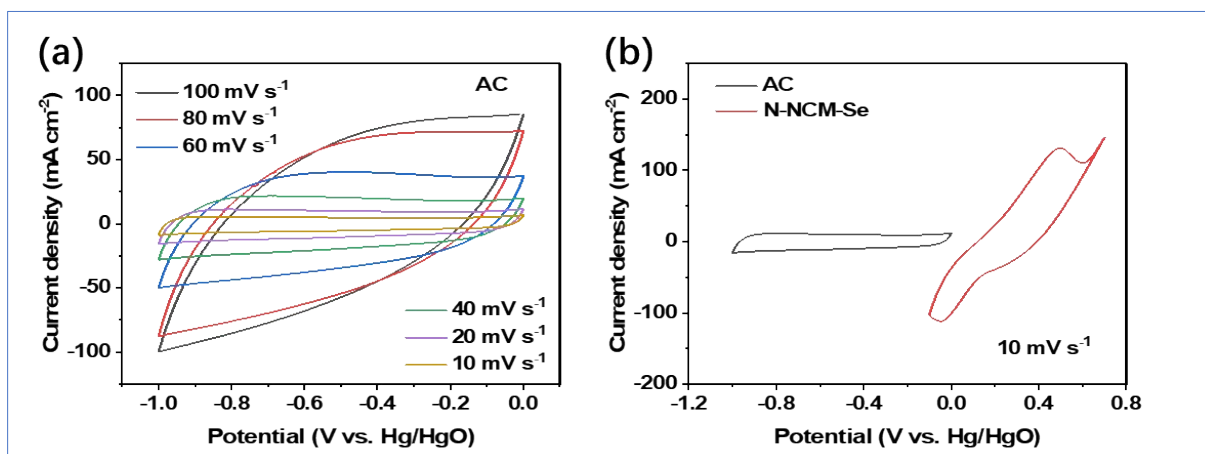 (a)
AC
100 mV s⁻¹
80 mV s⁻¹
60 mV s⁻¹
40 mV s⁻¹
20 mV s⁻¹
10 mV s⁻¹
100
50
0
-50
-100
Current density (mA cm⁻²)
-1.0 -0.8 -0.6 -0.4 -0.2 0.0
Potential (V vs. Hg/HgO)
(b)
AC
N-NCM-Se
10 mV s⁻¹
200
100
0
-100
-200
Current density (mA cm⁻²)
-1.2 -0.8 -0.4 0.0 0.4 0.8
Potential (V vs. Hg/HgO)